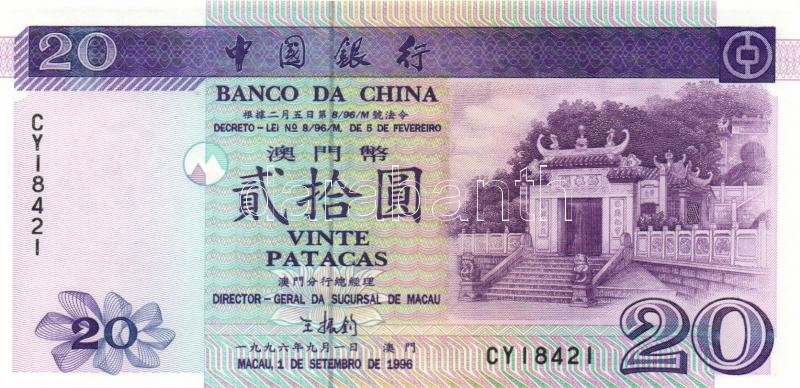 20 中國銀行
BANCO DA CHINA
根據二月五日第8/96/M號法令
DECRETO – LEI Nº 8/96/M, DE 5 DE FEVEREIRO
澳門幣
貳拾圓
VINTE
PATACAS
澳門分行總經理
DIRECTOR – GERAL DA SUCURSAL DE MACAU
一九九六年九月一日 澳門
MACAU, 1 DE SETEMBRO DE 1996
CY18421
20
CY18421
20
darabanth